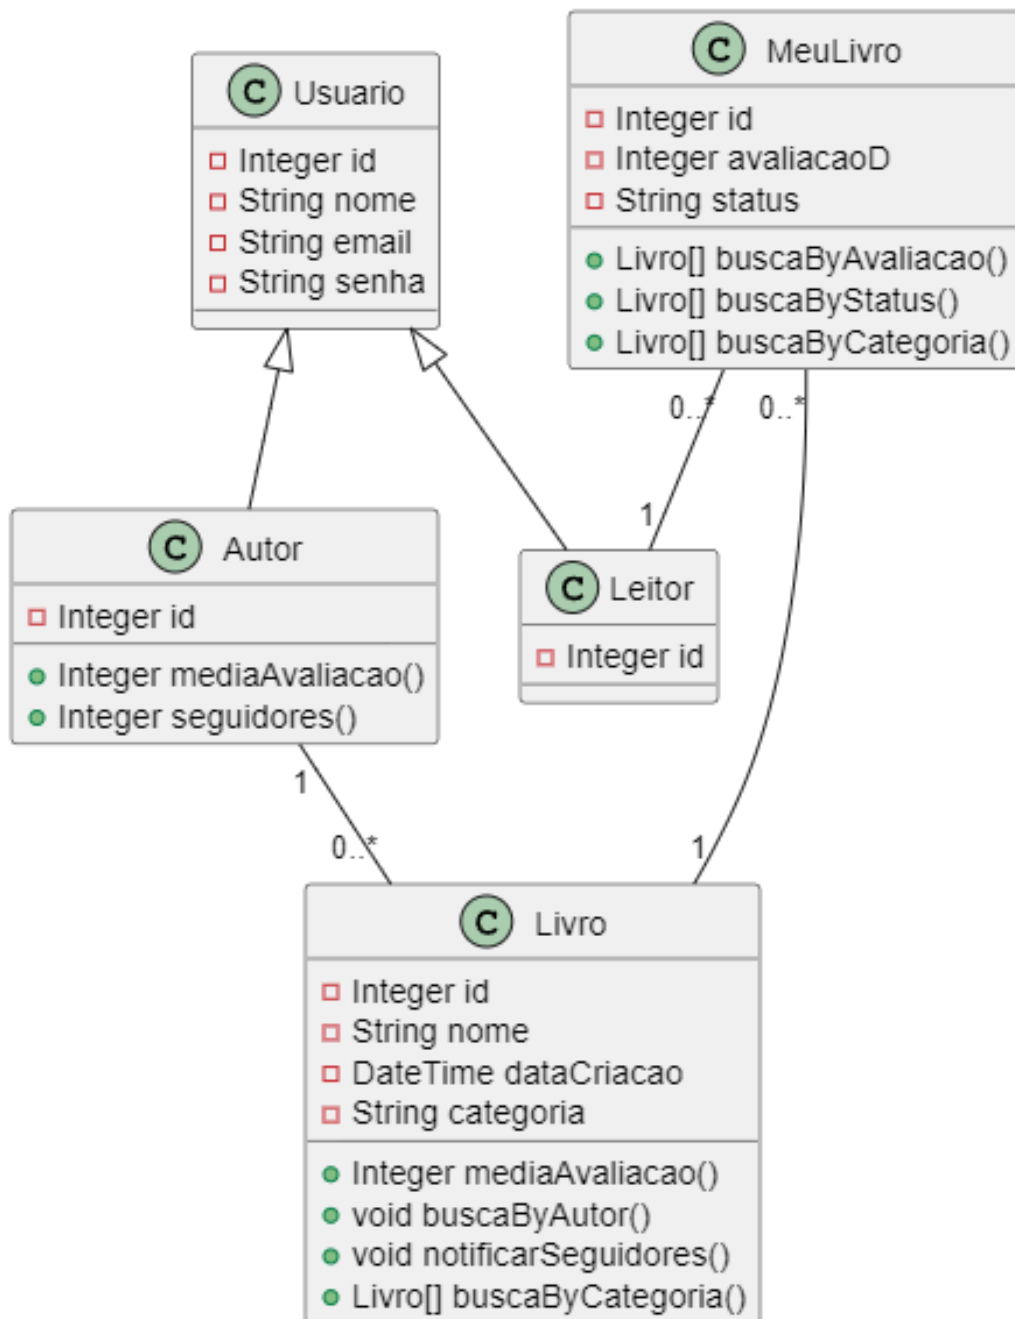 C Usuario
Integer id
String nome
String email
String senha
C MeuLivro
Integer id
Integer avaliacaoD
String status
Livro[] buscaByAvaliacao()
Livro[] buscaByStatus()
Livro[] buscaByCategoria()
0..*
0..*
1
C Autor
Integer id
Integer mediaAvaliacao()
Integer seguidores()
C Leitor
Integer id
1
0..*
1
C Livro
Integer id
String nome
DateTime dataCriacao
String categoria
Integer mediaAvaliacao()
void buscaByAutor()
void notificarSeguidores()
Livro[] buscaByCategoria()